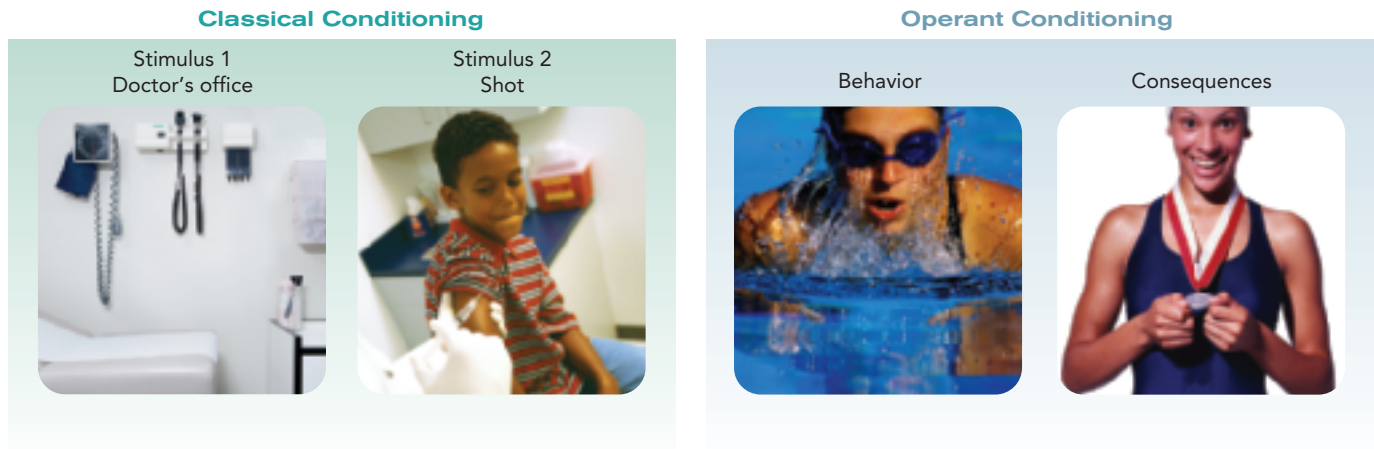 Classical Conditioning
Stimulus 1
Doctor's office
Stimulus 2
Shot
Operant Conditioning
Behavior
Consequences